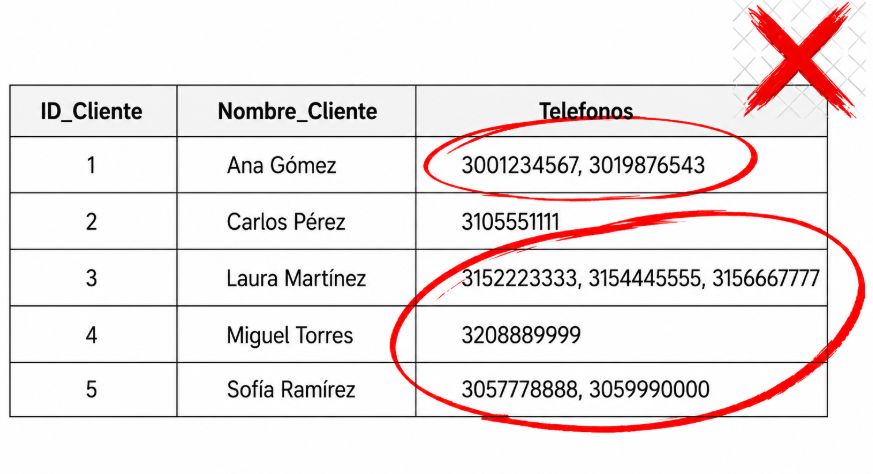 ID_Cliente Nombre_Cliente Telefonos
1 Ana Gómez 3001234567, 3019876543
2 Carlos Pérez 3105551111
3 Laura Martínez 3152223333, 3154445555, 3156667777
4 Miguel Torres 3208889999
5 Sofía Ramírez 3057778888, 3059990000